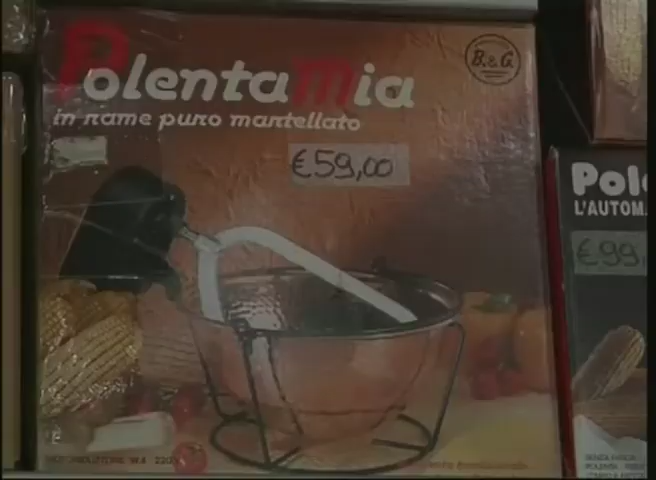 PolentaMia
B.&G.
in rame puro martellato
€59,00
Pol
L'AUTOM
€99